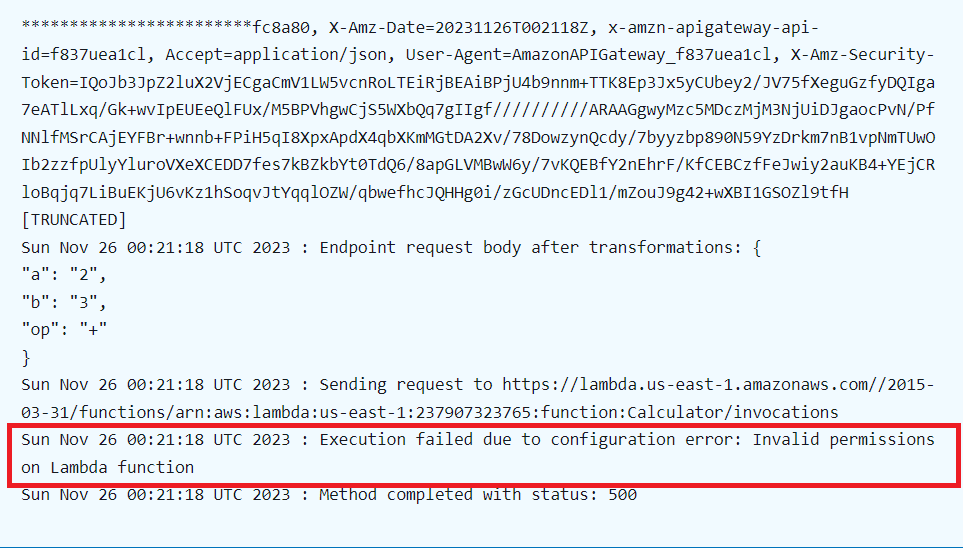 ************************fc8a80, X-Amz-Date=20231126T002118Z, x-amzn-apigateway-api-
id=f837uea1cl, Accept=application/json, User-Agent=AmazonAPIGateway_f837uea1cl, X-Amz-Security-
Token=IQoJb3JpZ2luX2VjECgaCmV1LW5vcnRoLTEiRjBEAiBPjU4b9nnm+TTK8Ep3Jx5yCUbey2/JV75fXeguGzfyDQIga
7eATlLxq/Gk+wvIpEUEeQlFUx/M5BPVhgwCjS5WXbQq7gIIgf//////////ARAAGgwyMzc5MDczMjM3NjUiDJgaocPvN/Pf
NNlfMSrCAjEYFBr+wnnb+FPiH5qI8XpxApdX4qbXKmMGtDA2Xv/78DowzynQcdy/7byyzbp890N59YzDrkm7nB1vpNmTUwO
Ib2zzfpUlyYluroVXeXCEDD7fes7kBZkbYt0TdQ6/8apGLVMBwW6y/7vKQEBfY2nEhrF/KfCEBCzfFeJwiy2auKB4+YEjCR
loBqjq7LiBuEKjU6vKz1hSoqvJtYqqlOZW/qbwefhcJQHHg0i/zGcUDncEDl1/mZouJ9g42+wXBI1GSOZl9tfH
[TRUNCATED]
Sun Nov 26 00:21:18 UTC 2023 : Endpoint request body after transformations: {
"a": "2",
"b": "3",
"op": "+"
}
Sun Nov 26 00:21:18 UTC 2023 : Sending request to https://lambda.us-east-1.amazonaws.com//2015-
03-31/functions/arn:aws:lambda:us-east-1:237907323765:function:Calculator/invocations
Sun Nov 26 00:21:18 UTC 2023 : Execution failed due to configuration error: Invalid permissions
on Lambda function
Sun Nov 26 00:21:18 UTC 2023 : Method completed with status: 500